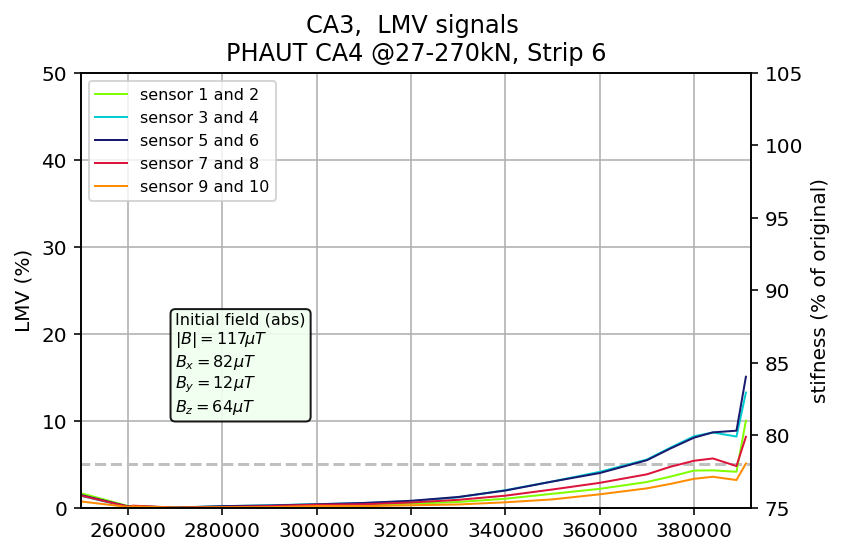 CA3,  LMV signals
PHAUT CA4 @27-270kN, Strip 6
50
40
30
20
10
0
LMV (%)
sensor 1 and 2
sensor 3 and 4
sensor 5 and 6
sensor 7 and 8
sensor 9 and 10
Initial field (abs)
|B| = 117μT
Bx = 82μT
By = 12μT
Bz = 64μT
105
100
95
90
85
80
75
stifness (% of original)
260000 280000 300000 320000 340000 360000 380000